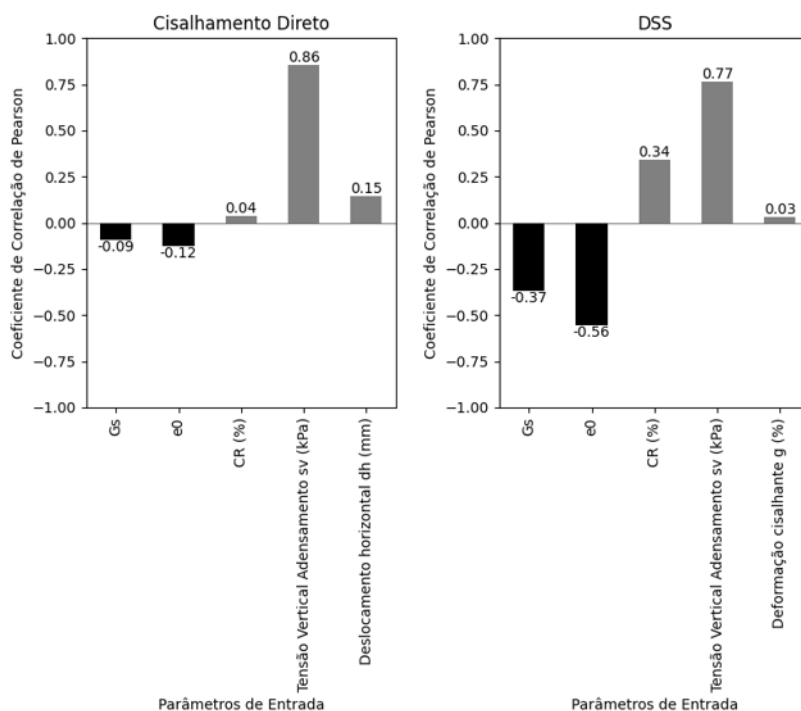 Cisalhamento Direto
Coeficiente de Correlação de Pearson
1.00
0.75
0.50
0.25
0.00
−0.25
−0.50
−0.75
−1.00
-0.09
-0.12
0.04
0.86
0.15
Gs
e0
CR (%)
Tensão Vertical Adensamento sv (kPa)
Deslocamento horizontal dh (mm)
Parâmetros de Entrada
DSS
Coeficiente de Correlação de Pearson
1.00
0.75
0.50
0.25
0.00
−0.25
−0.50
−0.75
−1.00
-0.37
-0.56
0.34
0.77
0.03
Gs
e0
CR (%)
Tensão Vertical Adensamento sv (kPa)
Deformação cisalhante g (%)
Parâmetros de Entrada